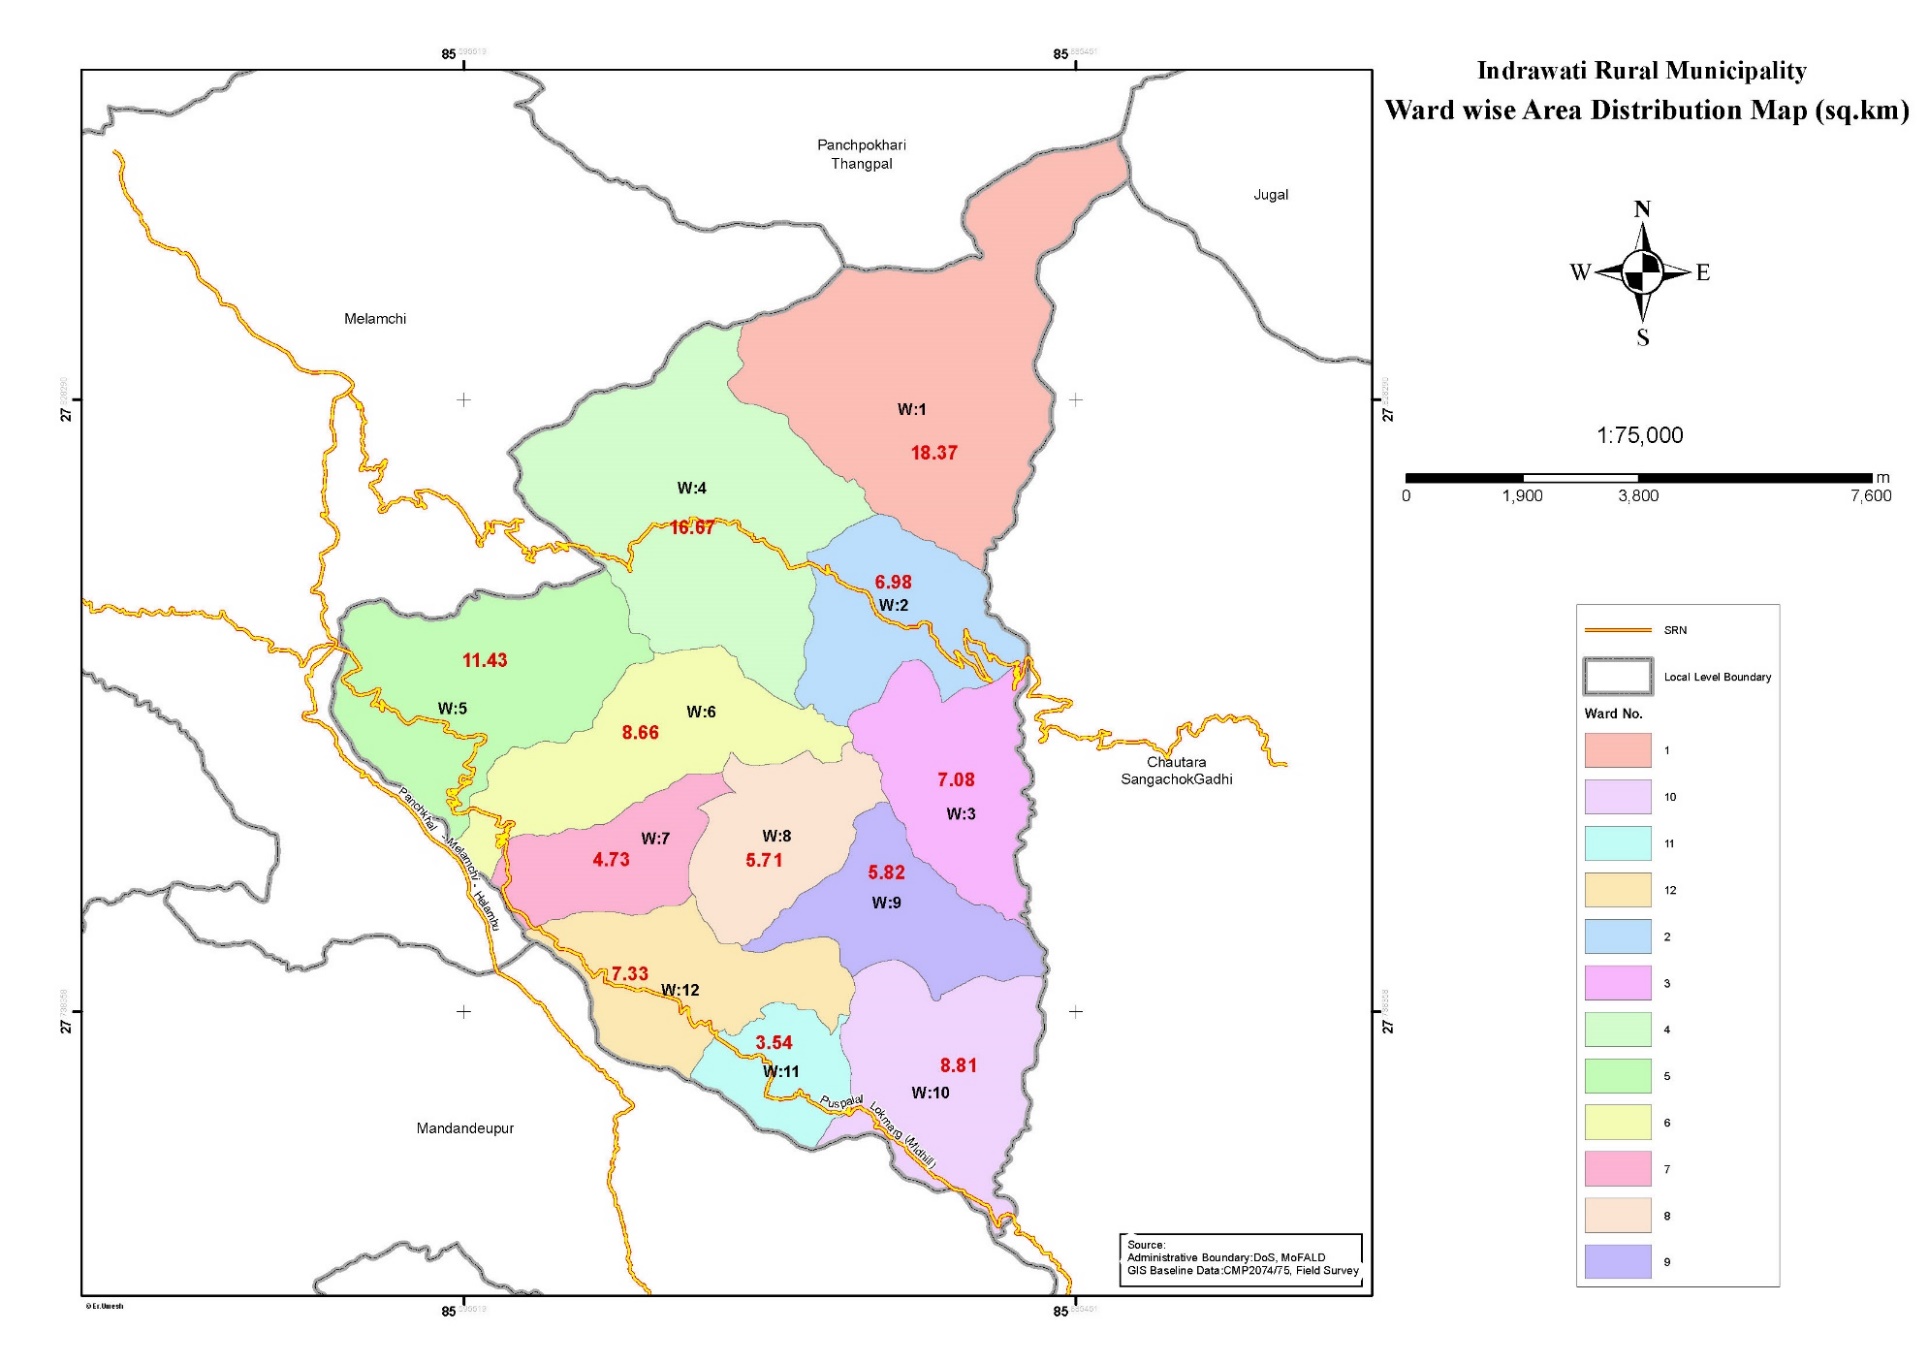 Indrawati Rural Municipality
Ward wise Area Distribution Map (sq.km)
85
85
Panchpokhari
Thangpal
Jugal
N
W
E
S
Melamchi
27
27
W:1
18.37
1:75,000
m
0 1,900 3,800 7,600
W:4
16.67
6.98
W:2
11.43
W:5
W:6
8.66
7.08
W:3
Chautara
SangachokGadhi
W:7
4.73
W:8
5.71
5.82
W:9
Panchkhal - Melamchi - Helambu
7.33
W:12
27
27
3.54
W:11
8.81
W:10
Puspalal Lokmarg (Midhill)
Mandandeupur
SRN
Local Level Boundary
Ward No.
1
10
11
12
2
3
4
5
6
7
8
9
Source:
Administrative Boundary:DoS, MoFALD
GIS Baseline Data:CMP2074/75, Field Survey
© Er.Umesh
85
85